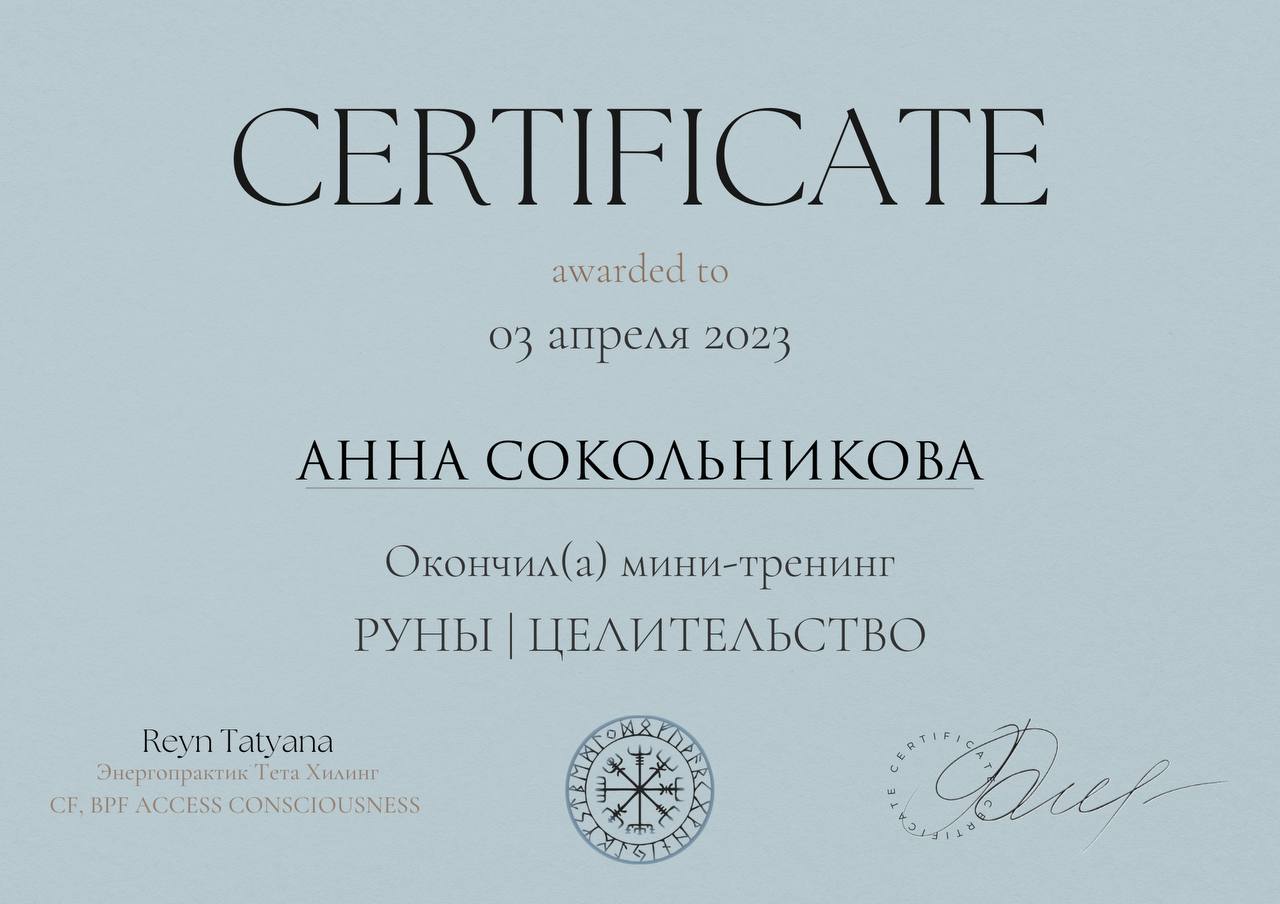 CERTIFICATE
awarded to
03 апреля 2023
АННА СОКОЛЬНИКОВА
Окончил(а) мини-тренинг
РУНЫ | ЦЕЛИТЕЛЬСТВО
Reyn Tatyana
Энергопрактик Тета Хилинг
CF, BPF ACCESS CONSCIOUSNESS
CERTIFICATE CERTIFICATE